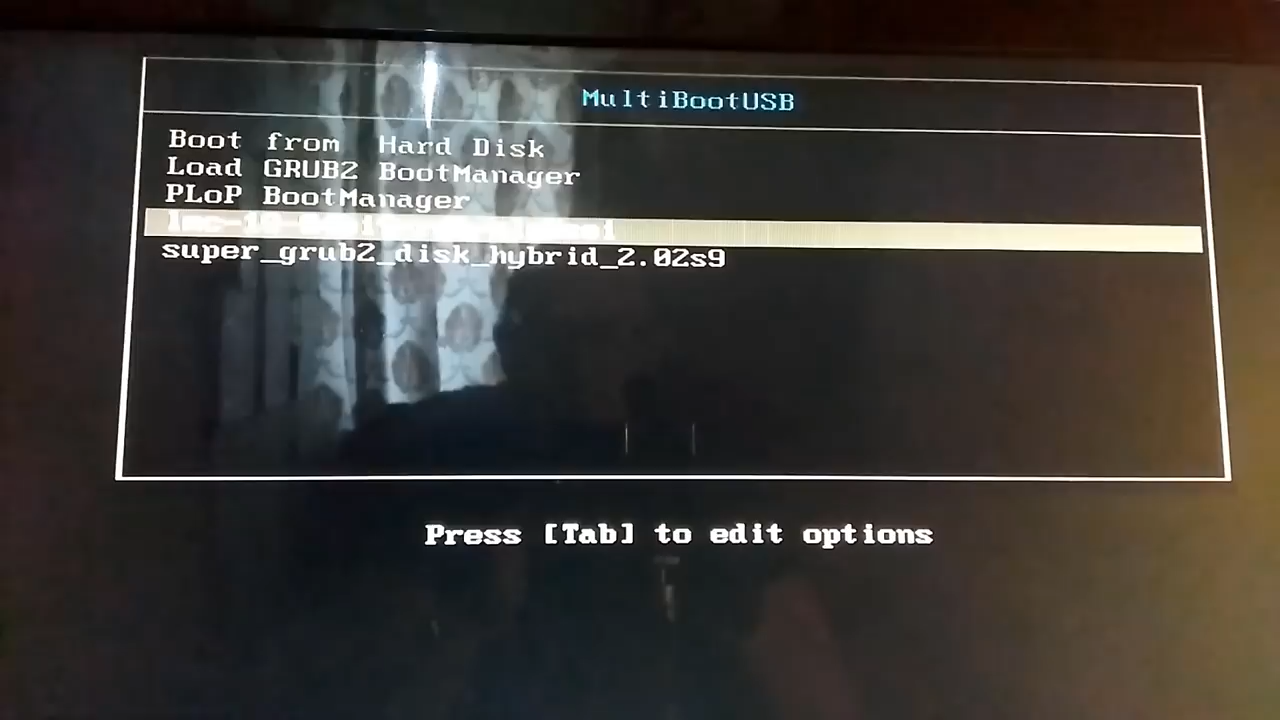 MultiBootUSB
Boot from Hard Disk
Load GRUB2 BootManager
PLoP BootManager
super_grub2_disk_hybrid_2.02s9
Press [Tab] to edit options